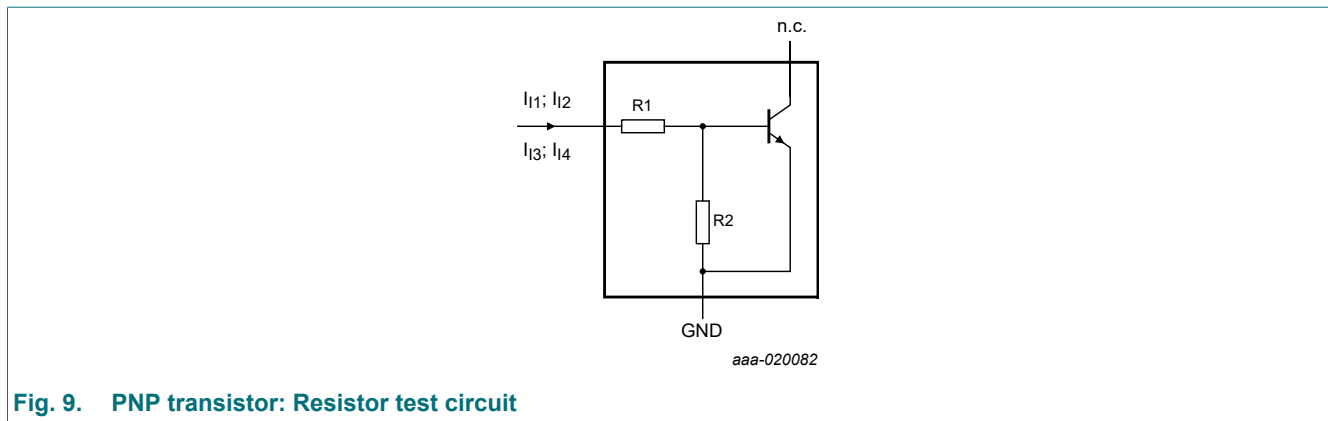 n.c.
I_I1; I_I2
R1
I_I3; I_I4
R2
GND
aaa-020082
Fig. 9. PNP transistor: Resistor test circuit